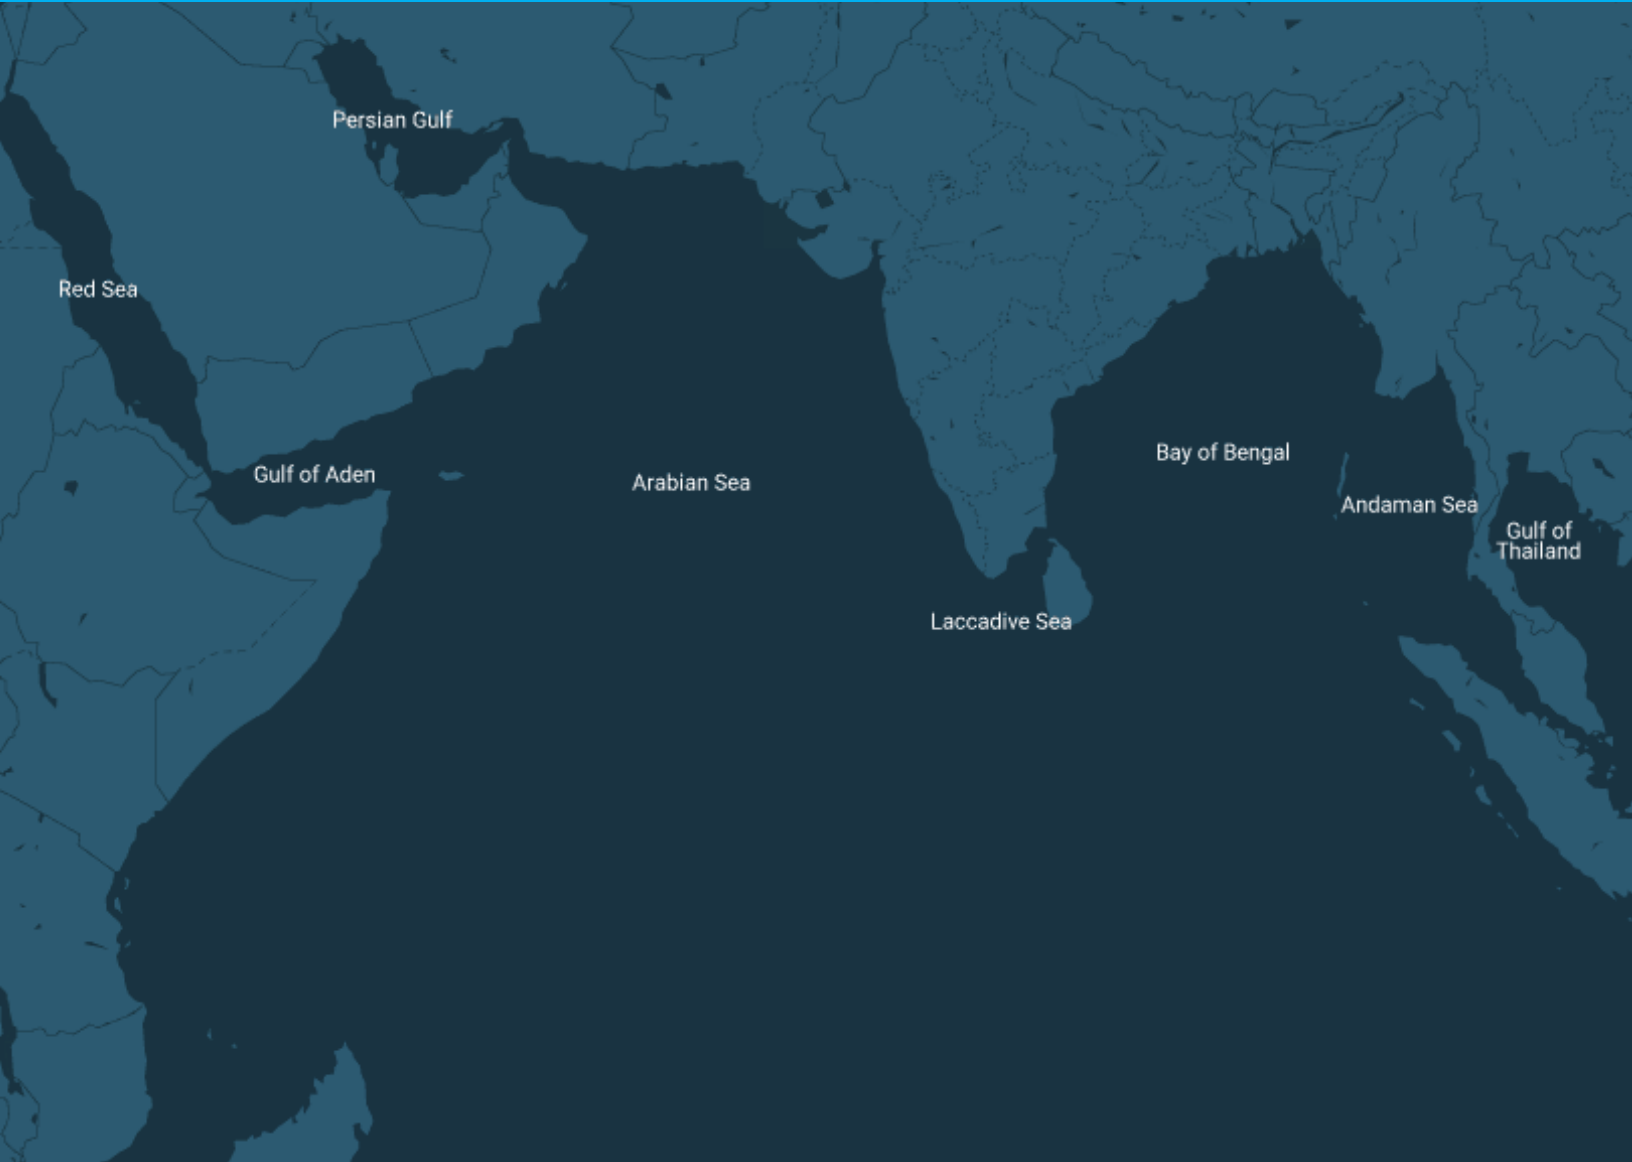 Persian Gulf
Red Sea
Bay of Bengal
Gulf of Aden
Arabian Sea
Andaman Sea
Gulf of
Thailand
Laccadive Sea